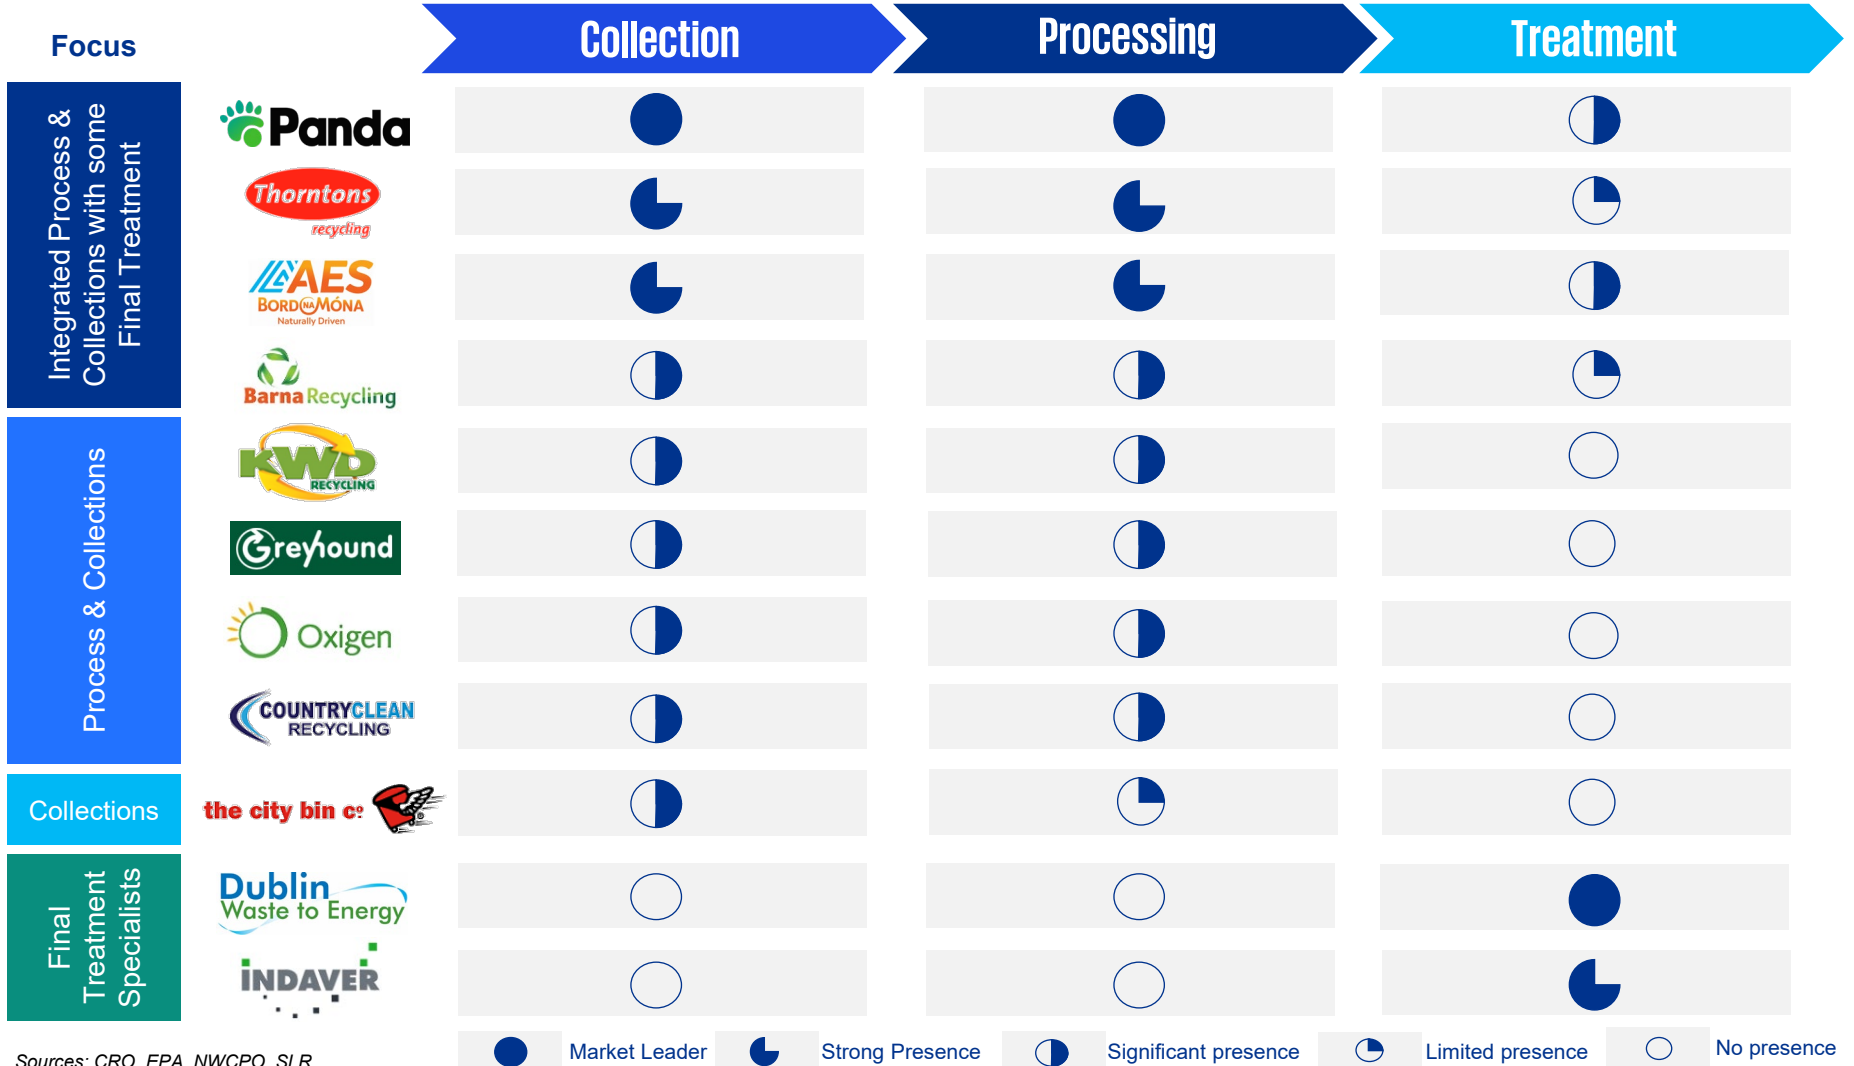 Focus
Collection
Processing
Treatment
Integrated Process &
Collections with some
Final Treatment
Panda
Thorntons
recycling
AES
BORD NA MÓNA
Naturally Driven
Barna Recycling
Process & Collections
KWD
RECYCLING
Greyhound
Oxigen
COUNTRYCLEAN
RECYCLING
Collections
the city bin co.
Final
Treatment
Specialists
Dublin
Waste to Energy
INDAVER
Market Leader
Strong Presence
Significant presence
Limited presence
No presence
Sources: CRO, EPA, NWCPO, SLR